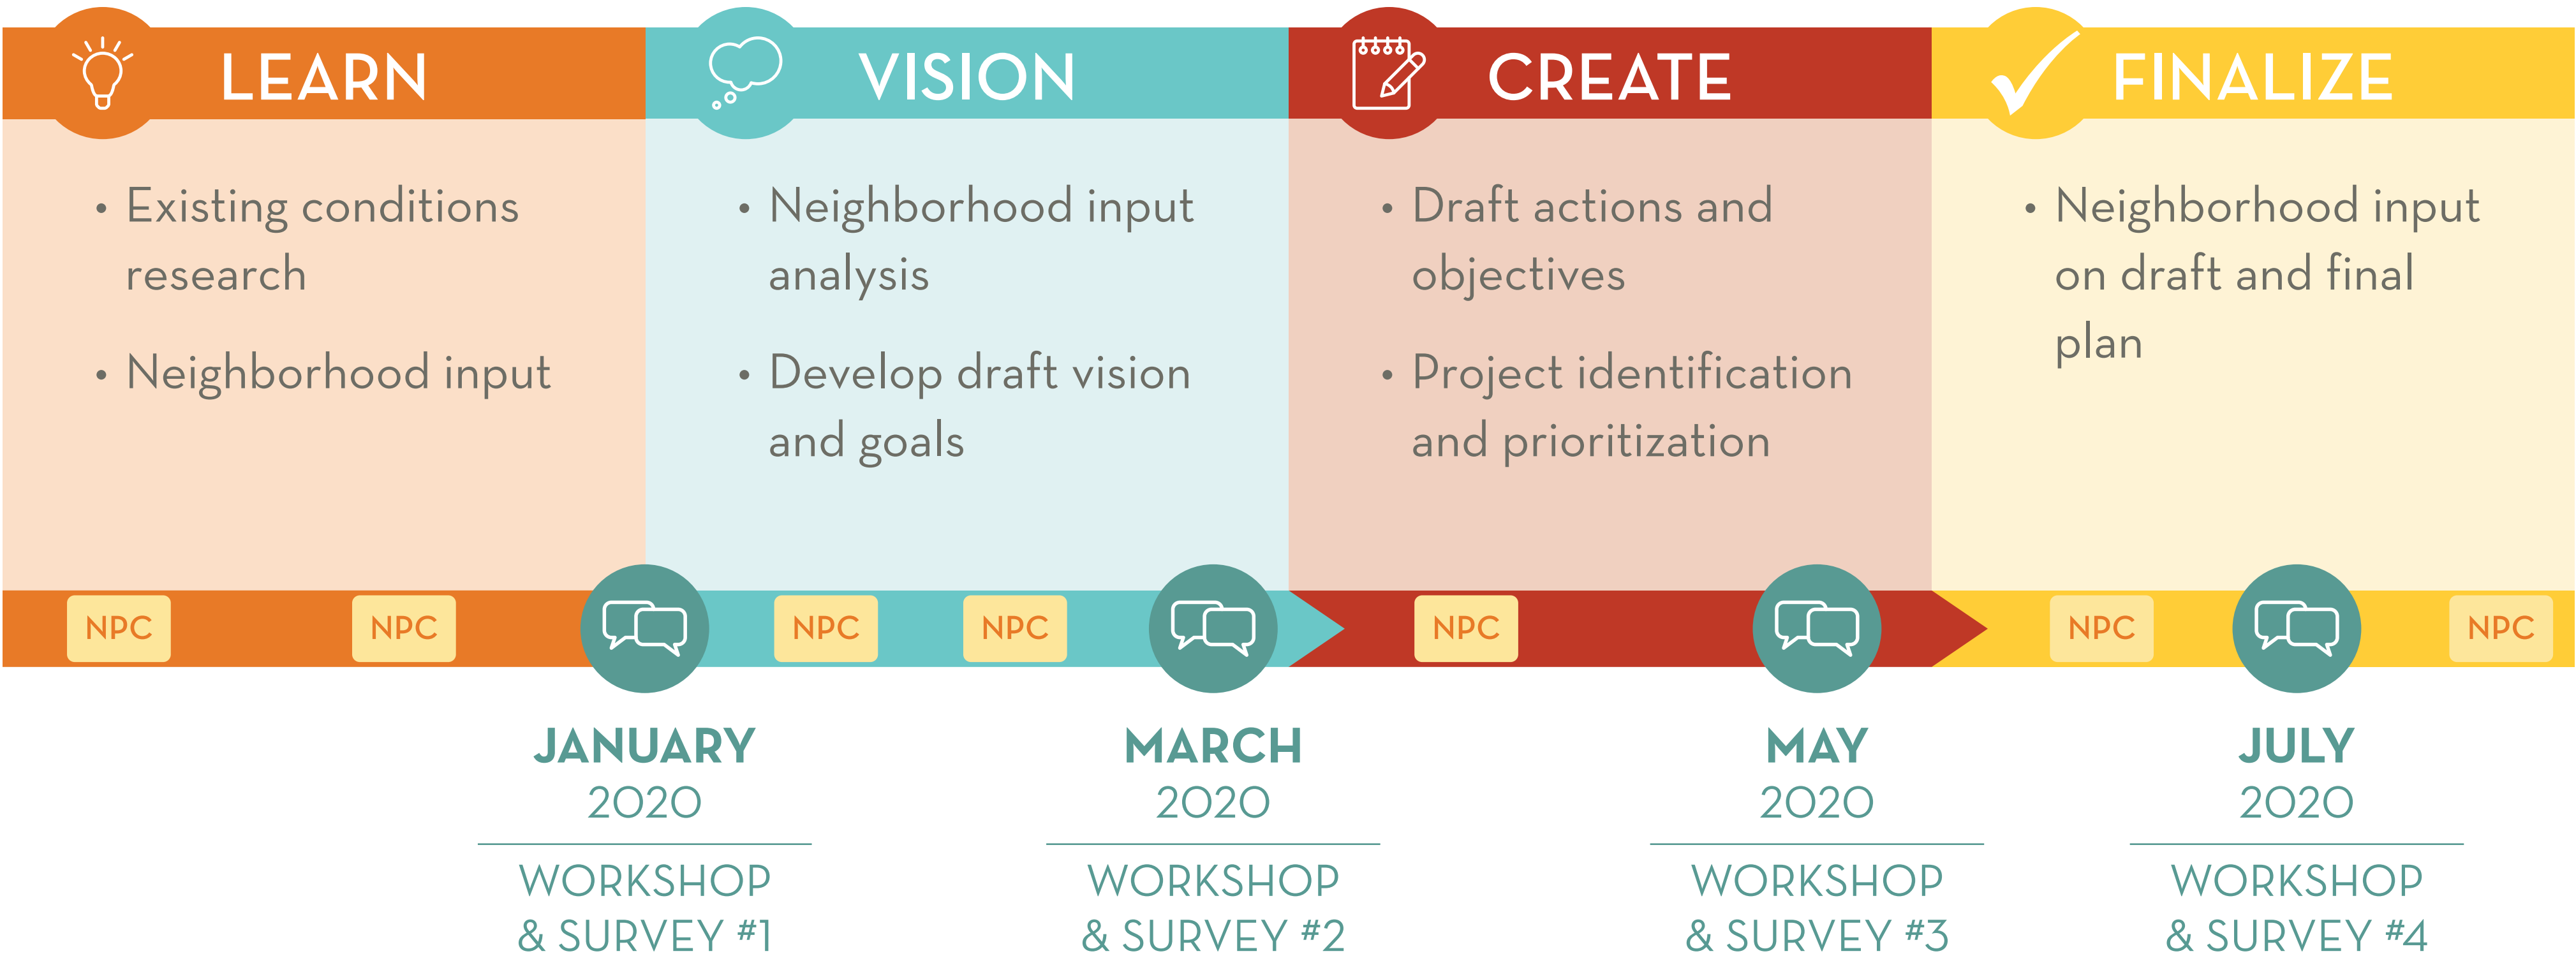 LEARN
• Existing conditions
research
• Neighborhood input
VISION
• Neighborhood input
analysis
• Develop draft vision
and goals
CREATE
• Draft actions and
objectives
• Project identification
and prioritization
FINALIZE
• Neighborhood input
on draft and final
plan
NPC
NPC
NPC
NPC
NPC
NPC
NPC
JANUARY
2020
WORKSHOP
& SURVEY #1
MARCH
2020
WORKSHOP
& SURVEY #2
MAY
2020
WORKSHOP
& SURVEY #3
JULY
2020
WORKSHOP
& SURVEY #4